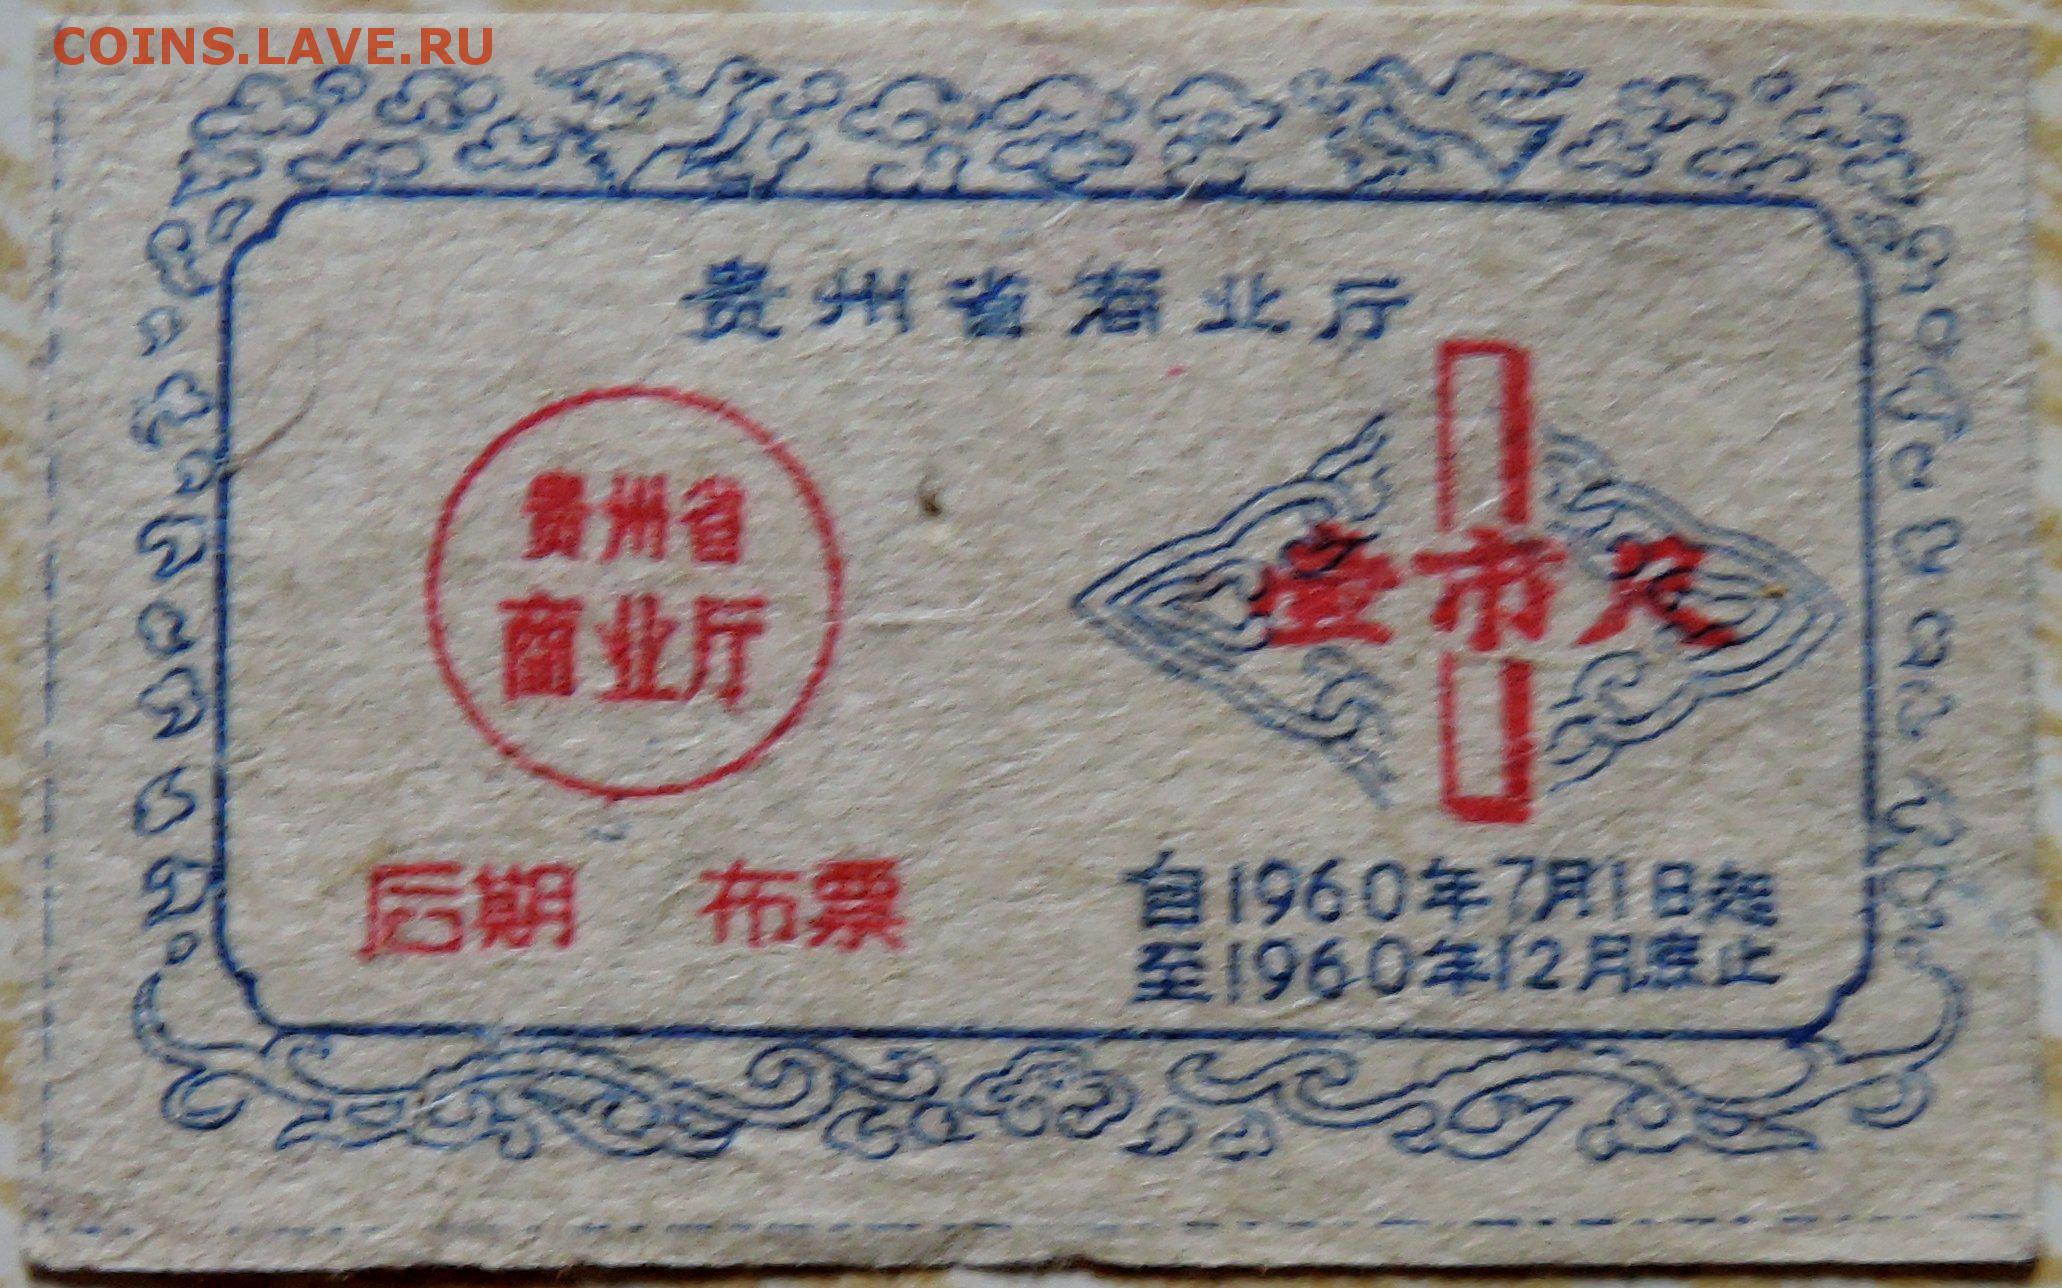 COINS.LAVE.RU
贵州省商业厅
贵州省
商业厅
壹市尺
后期 布票
自1960年7月1日起
至1960年12月底止